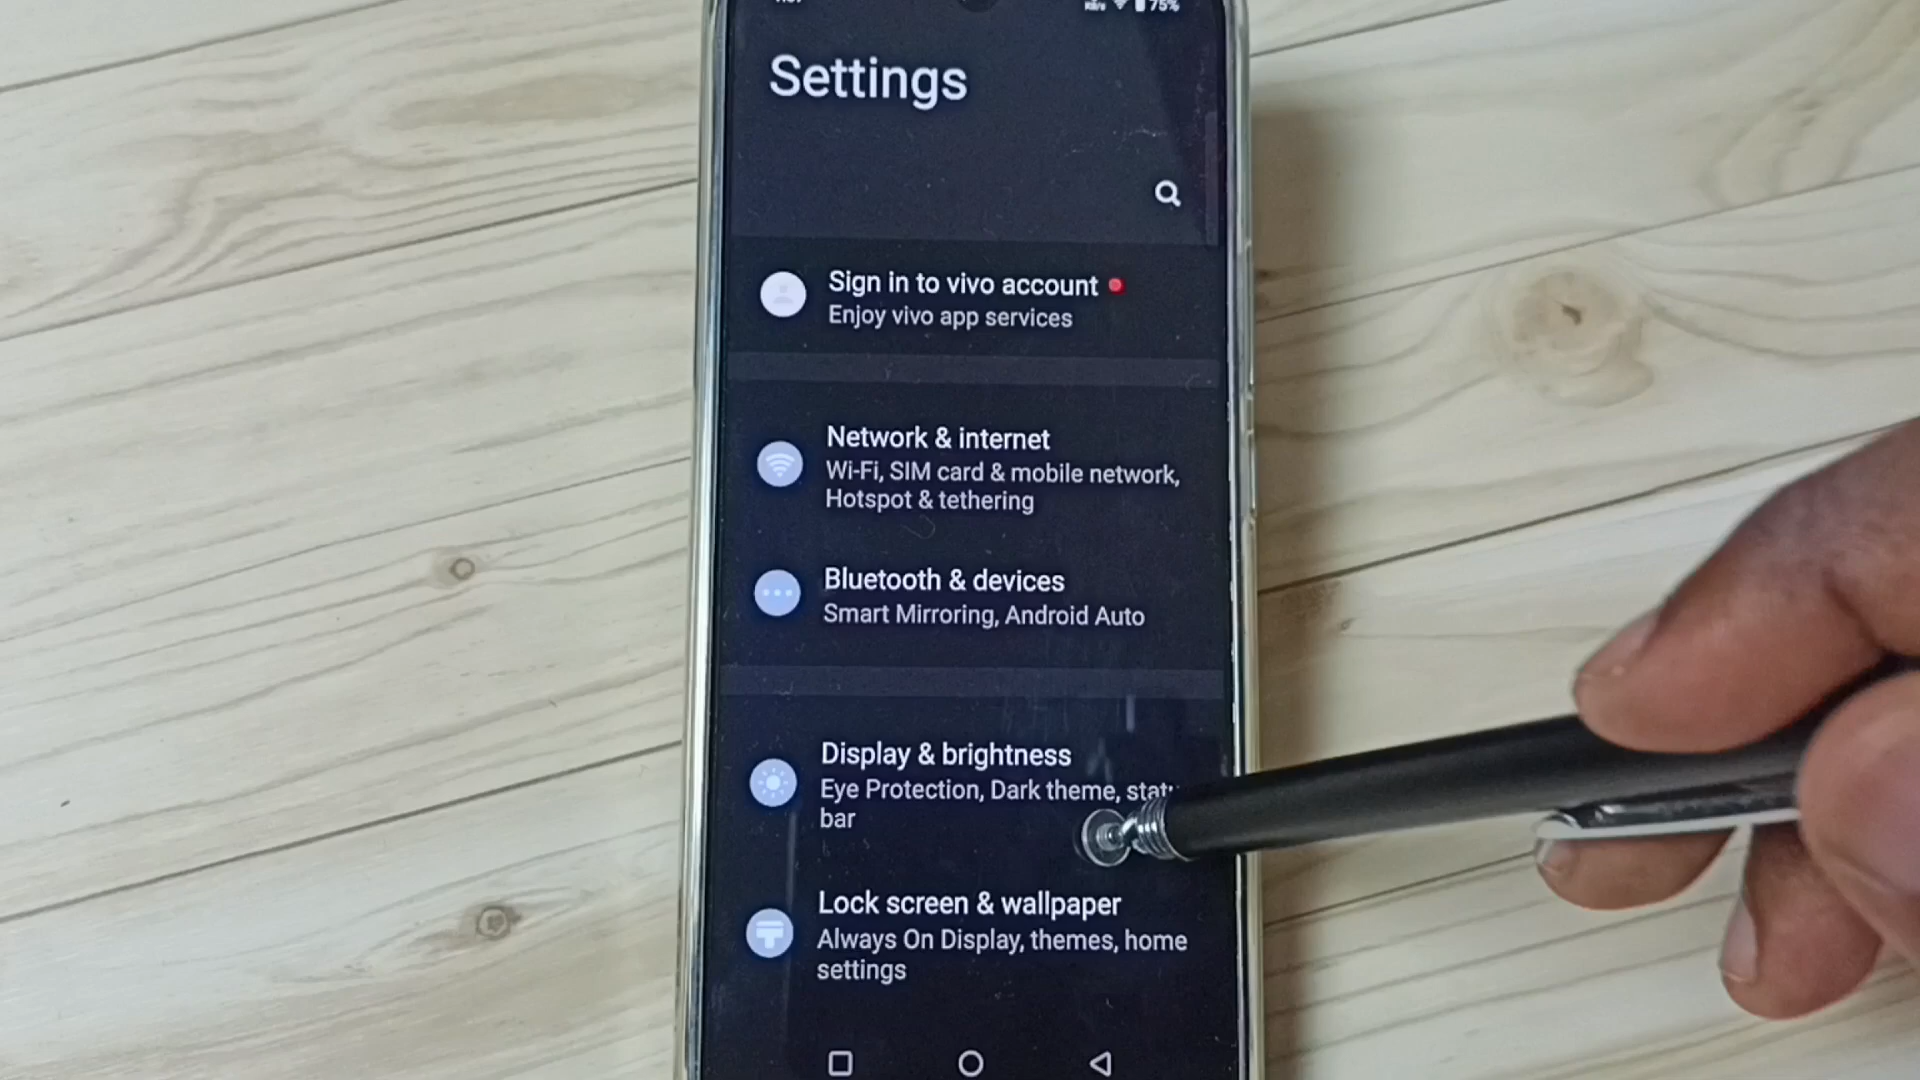 75%
Settings
Sign in to vivo account
Enjoy vivo app services
Network & internet
Wi-Fi, SIM card & mobile network,
Hotspot & tethering
Bluetooth & devices
Smart Mirroring, Android Auto
Display & brightness
Eye Protection, Dark theme,
bar
Lock screen & wallpaper
Always On Display, themes, home
settings